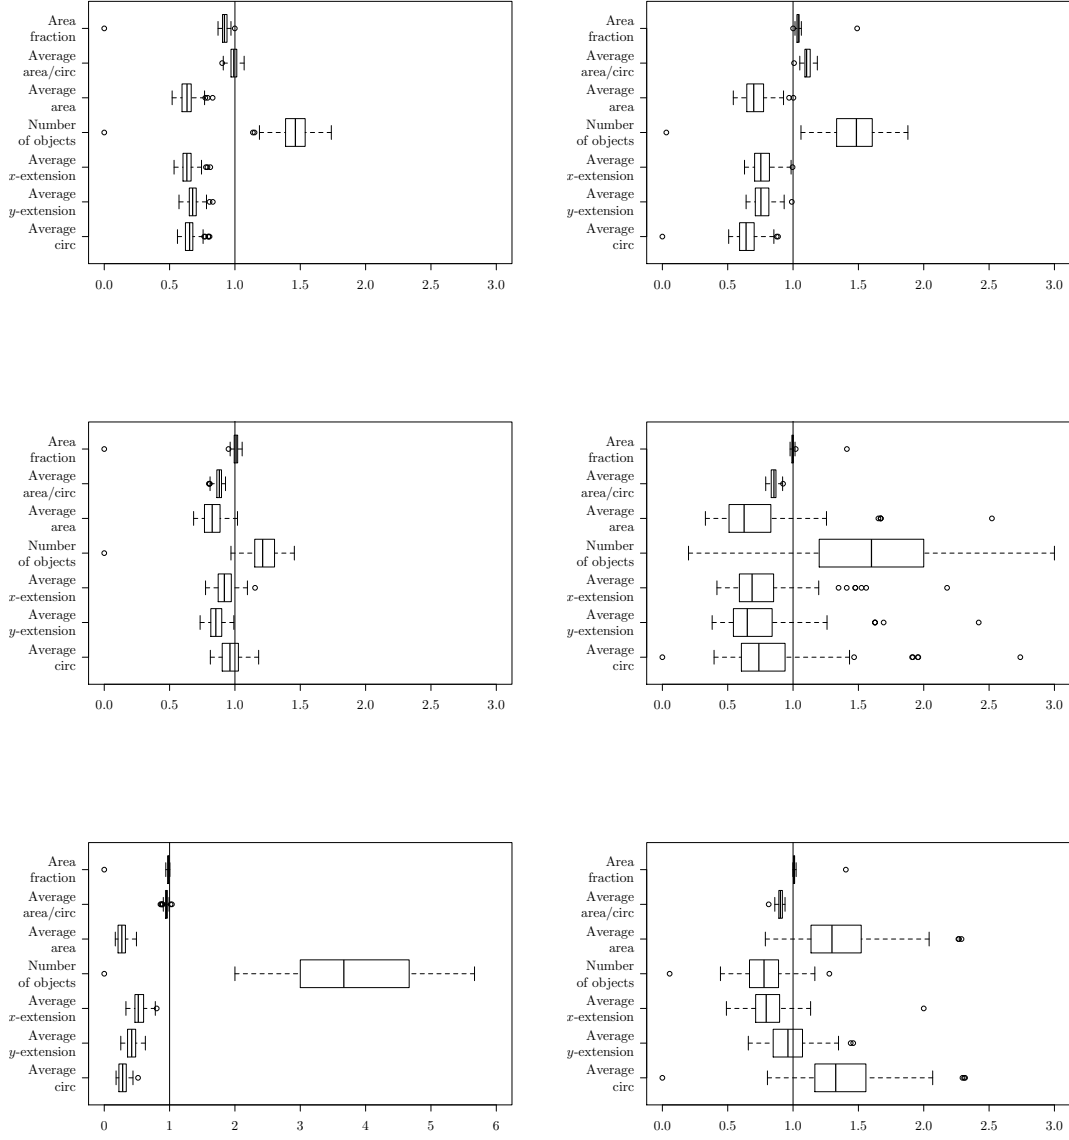 Area
fraction
Average
area/circ
Average
area
Number
of objects
Average
x-extension
Average
y-extension
Average
circ
0.0 0.5 1.0 1.5 2.0 2.5 3.0
Area
fraction
Average
area/circ
Average
area
Number
of objects
Average
x-extension
Average
y-extension
Average
circ
0.0 0.5 1.0 1.5 2.0 2.5 3.0
Area
fraction
Average
area/circ
Average
area
Number
of objects
Average
x-extension
Average
y-extension
Average
circ
0.0 0.5 1.0 1.5 2.0 2.5 3.0
Area
fraction
Average
area/circ
Average
area
Number
of objects
Average
x-extension
Average
y-extension
Average
circ
0.0 0.5 1.0 1.5 2.0 2.5 3.0
Area
fraction
Average
area/circ
Average
area
Number
of objects
Average
x-extension
Average
y-extension
Average
circ
0 1 2 3 4 5 6
Area
fraction
Average
area/circ
Average
area
Number
of objects
Average
x-extension
Average
y-extension
Average
circ
0.0 0.5 1.0 1.5 2.0 2.5 3.0